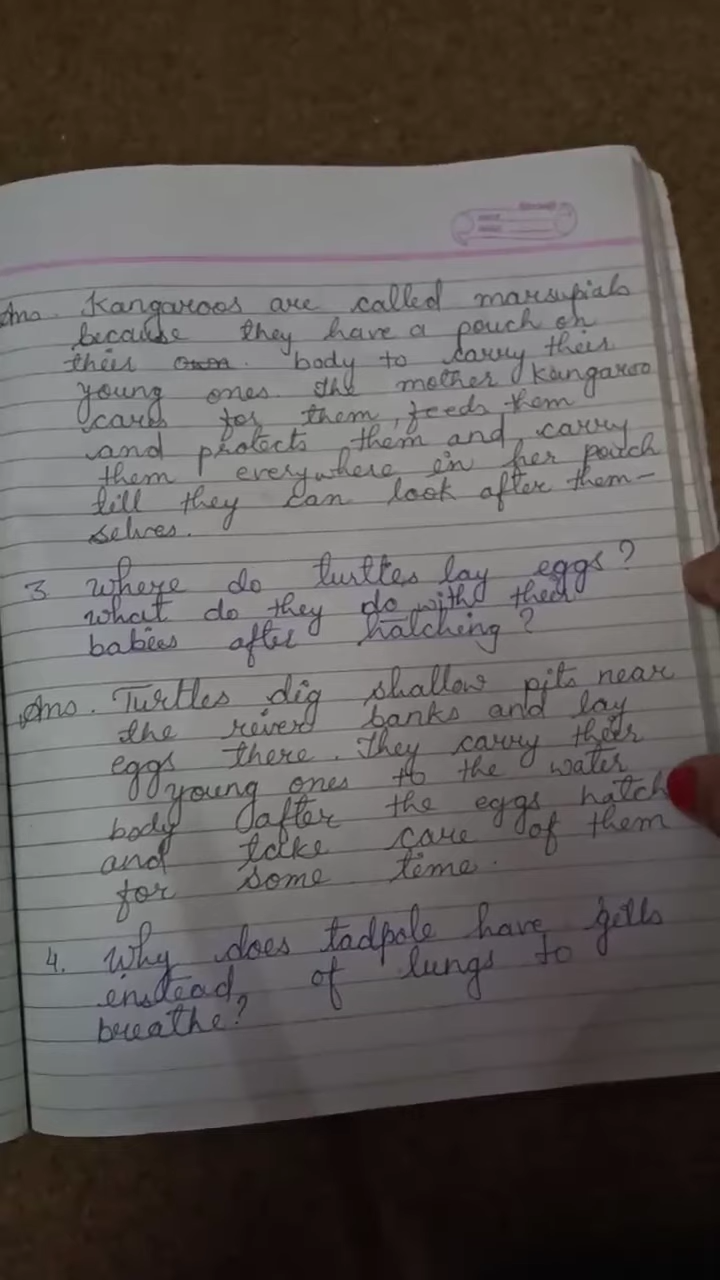 Ans. Kangaroos are called marsupials
because they have a pouch on
their body to carry their
young ones. The mother Kangaroo
cares for them, feeds them
and protects them and carry
them everywhere in her pouch
till they can look after them-
selves.
3 Where do turtles lay eggs?
What do they do with their
babies after hatching?
Ans. Turtles dig shallow pits near
the river banks and lay
eggs there. They carry their
young ones to the water
body after the eggs hatch
and take care of them
for some time.
4. Why does tadpole have gills
instead of lungs to
breathe?